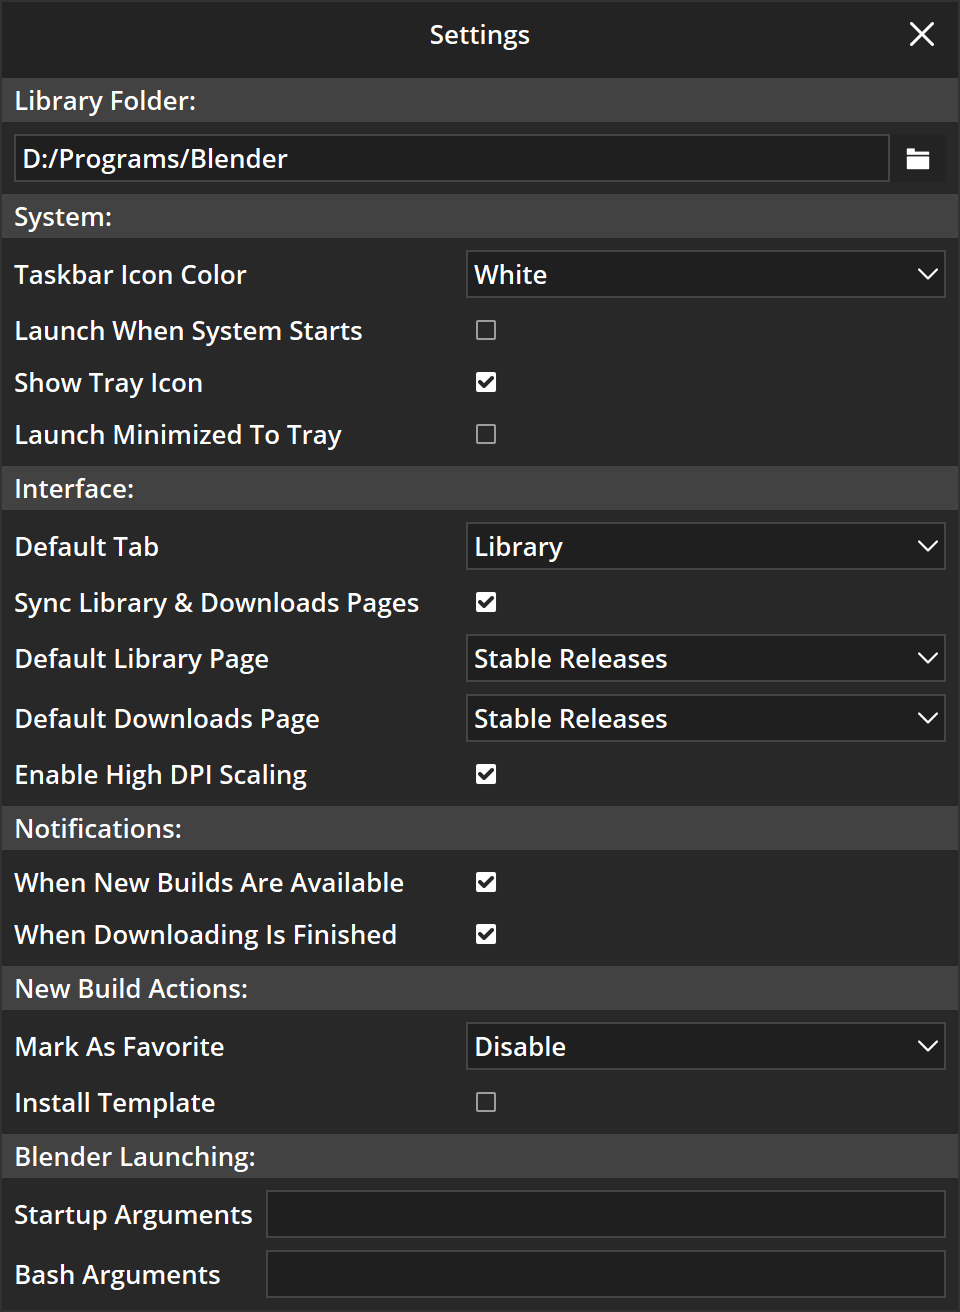 Settings
Library Folder:
D:/Programs/Blender
System:
Taskbar Icon Color White
Launch When System Starts
Show Tray Icon
Launch Minimized To Tray
Interface:
Default Tab Library
Sync Library & Downloads Pages
Default Library Page Stable Releases
Default Downloads Page Stable Releases
Enable High DPI Scaling
Notifications:
When New Builds Are Available
When Downloading Is Finished
New Build Actions:
Mark As Favorite Disable
Install Template
Blender Launching:
Startup Arguments
Bash Arguments